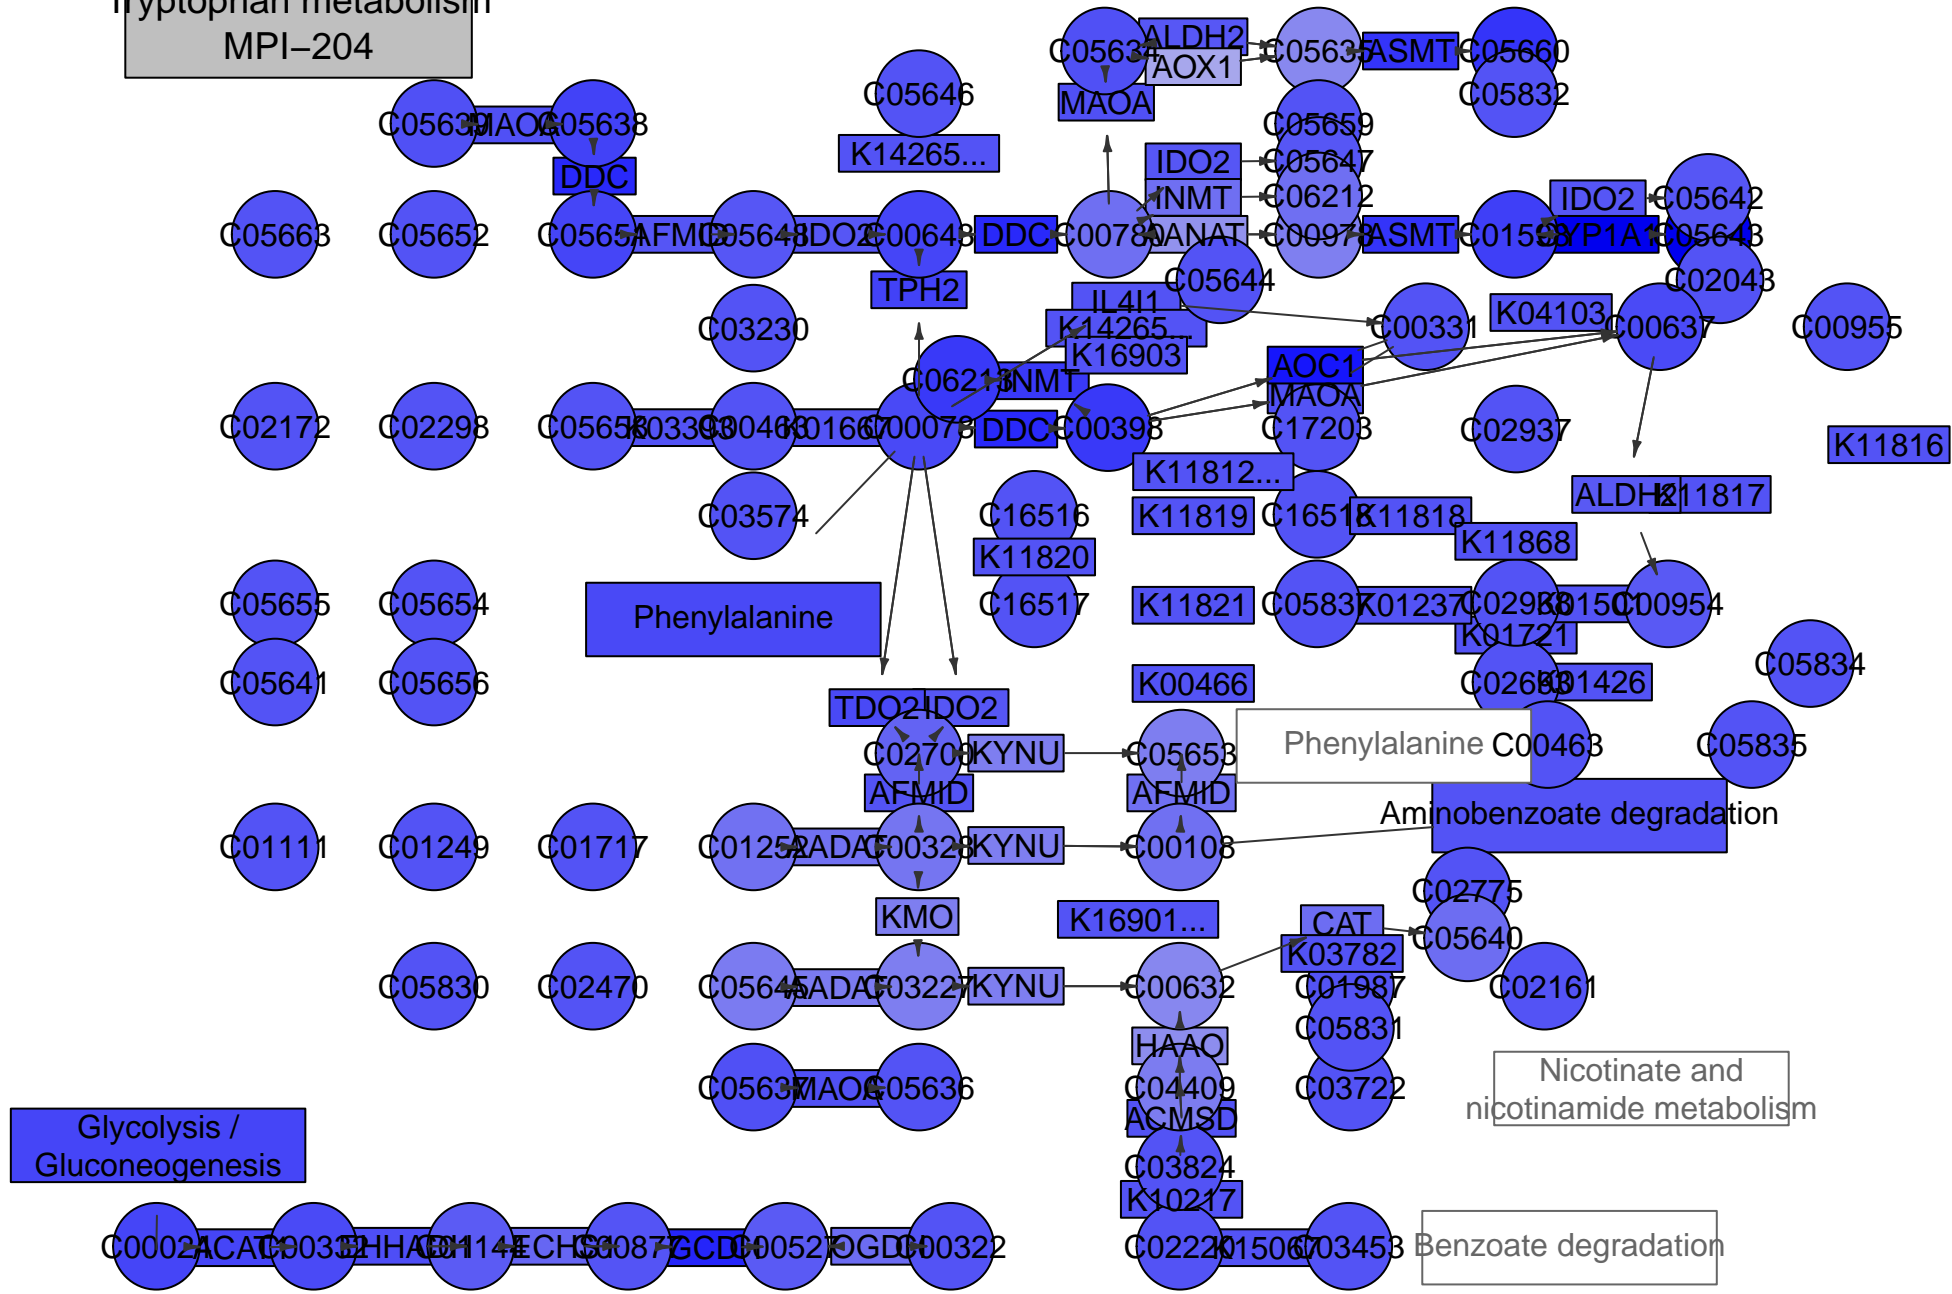 Tryptophan metabolism
MPI–204
C05634
ALDH2
AOX1
C05635
ASMT
C05660
C05832
MAOA
C05639
MAOA
C05638
C05646
K14265...
C05659
DDC
IDO2
C05647
INMT
C06212
IDO2
C05642
C05663
C05652
AFMID
C05648
IDO2
C00643
DDC
C00780
AANAT
C00978
ASMT
C01598
CYP1A1
C05643
C02043
TPH2
IL4I1
C05644
K14265...
K16903
C03230
C00331
K04103
C00637
C00955
C06213
INMT
AOC1
MAOA
C02172
C02298
K03393
C00463
K01667
C00078
DDC
C00398
C17203
C02937
K11816
K11812...
ALDH2
K11817
C03574
C16516
K11819
C16518
K11818
K11868
K11820
C05655
C05654
Phenylalanine
C16517
K11821
C05837
K01237
C02938
K01501
C00954
K01721
C05641
C05656
K00466
C02693
K01426
C05834
TDO2
IDO2
C02700
KYNU
C05653
Phenylalanine
C00463
C05835
AFMID
AFMID
Aminobenzoate degradation
C01111
C01249
C01717
C01252
AADAT
C00328
KYNU
C00108
C02775
KMO
K16901...
CAT
K03782
C05640
C05830
C02470
C05645
AADAT
C03227
KYNU
C00632
C01987
C02161
C05831
HAAO
C05637
MAOA
C05636
C04409
C03722
Nicotinate and
nicotinamide metabolism
ACMSD
Glycolysis /
Gluconeogenesis
C03824
K10217
C00024
ACAT1
C00332
EHHADH
C01144
ECHS1
C00877
GCDH
C00527
OGDH
C00322
C02220
K15067
C03453
Benzoate degradation